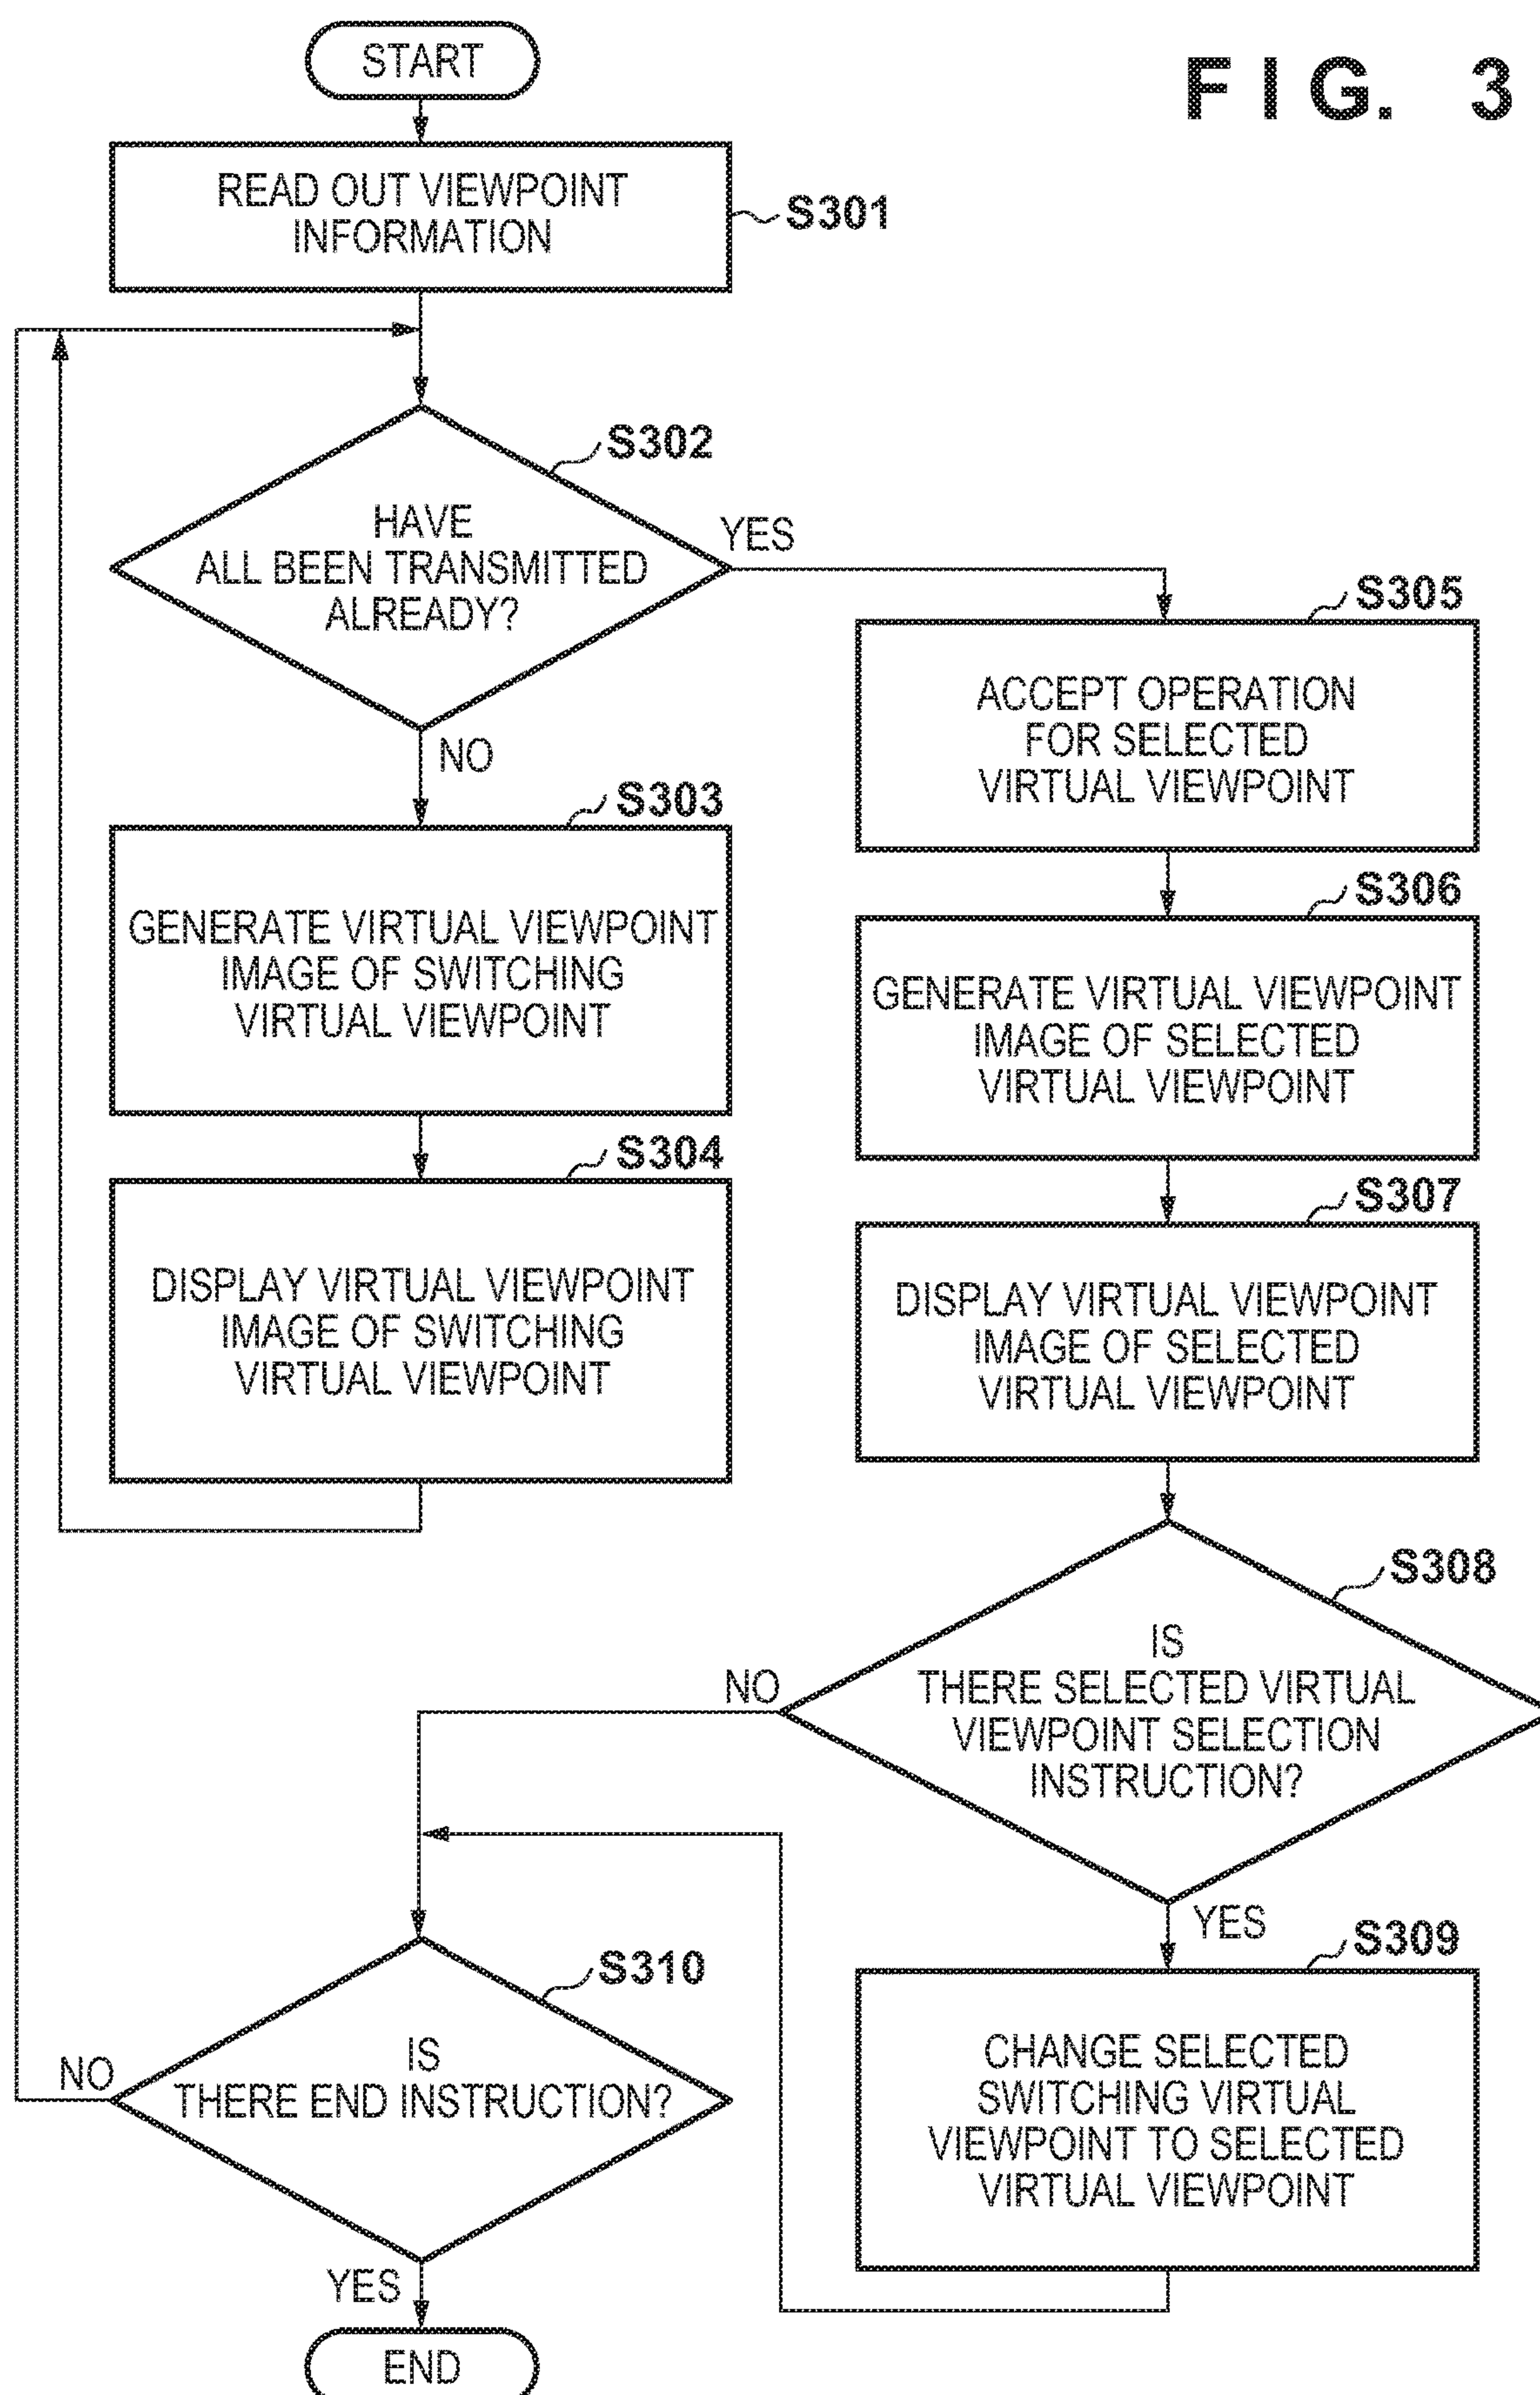 START
FIG. 3
READ OUT VIEWPOINT
INFORMATION
S301
S302
HAVE
ALL BEEN TRANSMITTED
ALREADY?
YES
NO
S303
GENERATE VIRTUAL VIEWPOINT
IMAGE OF SWITCHING
VIRTUAL VIEWPOINT
S304
DISPLAY VIRTUAL VIEWPOINT
IMAGE OF SWITCHING
VIRTUAL VIEWPOINT
S305
ACCEPT OPERATION
FOR SELECTED
VIRTUAL VIEWPOINT
S306
GENERATE VIRTUAL VIEWPOINT
IMAGE OF SELECTED
VIRTUAL VIEWPOINT
S307
DISPLAY VIRTUAL VIEWPOINT
IMAGE OF SELECTED
VIRTUAL VIEWPOINT
S308
IS
THERE SELECTED VIRTUAL
VIEWPOINT SELECTION
INSTRUCTION?
NO
YES
S309
CHANGE SELECTED
SWITCHING VIRTUAL
VIEWPOINT TO SELECTED
VIRTUAL VIEWPOINT
S310
IS
THERE END INSTRUCTION?
NO
YES
END